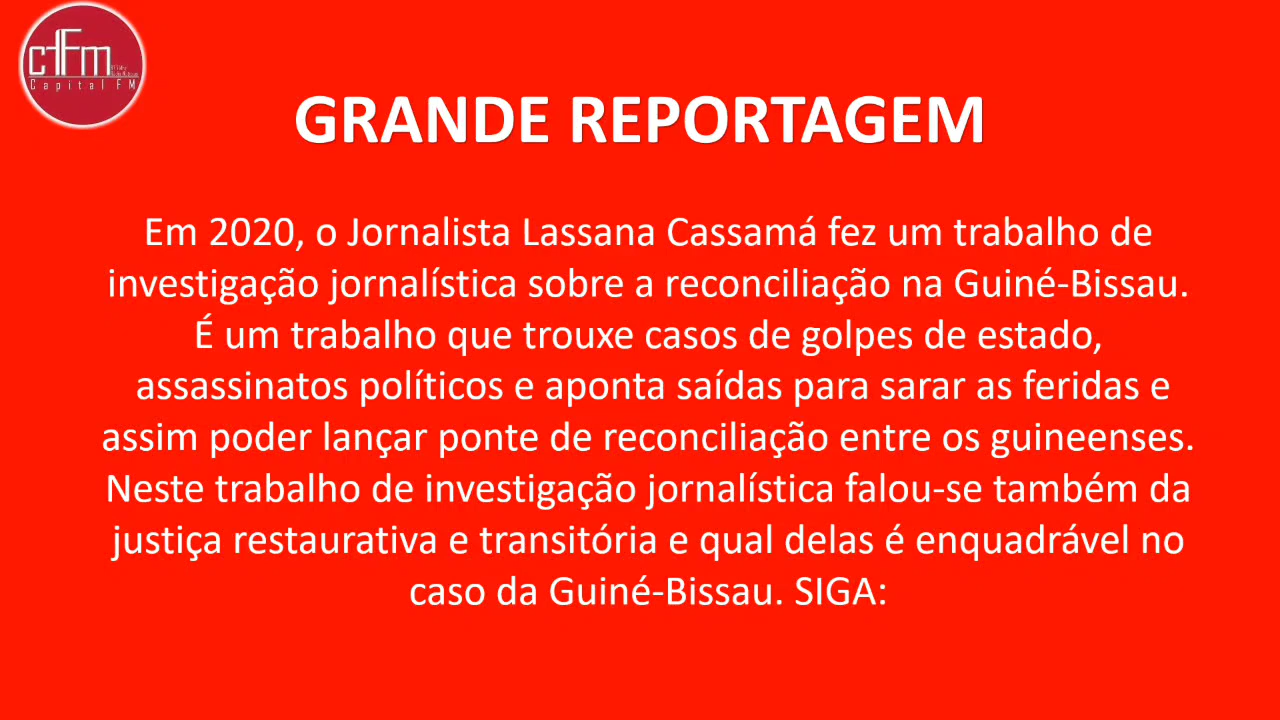 CFM
Capital FM
GRANDE REPORTAGEM
Em 2020, o Jornalista Lassana Cassamá fez um trabalho de
investigação jornalística sobre a reconciliação na Guiné-Bissau.
É um trabalho que trouxe casos de golpes de estado,
assassinatos políticos e aponta saídas para sarar as feridas e
assim poder lançar ponte de reconciliação entre os guineenses.
Neste trabalho de investigação jornalística falou-se também da
justiça restaurativa e transitória e qual delas é enquadrável no
caso da Guiné-Bissau. SIGA: